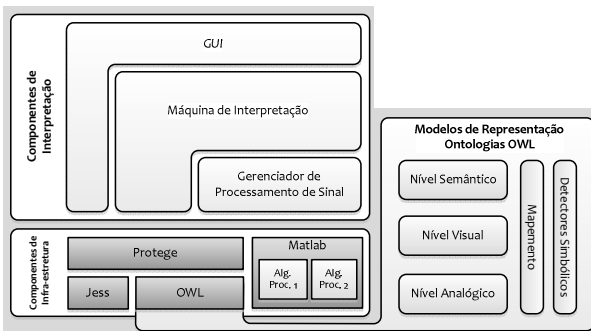 Componentes de
Interpretação
GUI
Máquina de Interpretação
Gerenciador de
Processamento de Sinal
Componentes de
Infra-estretura
Protege
Jess
OWL
Matlab
Alg.
Proc. 1
Alg.
Proc. 2
Modelos de Representação
Ontologias OWL
Nível Semântico
Nível Visual
Nível Analógico
Mapemento
Detectores Simbólicos